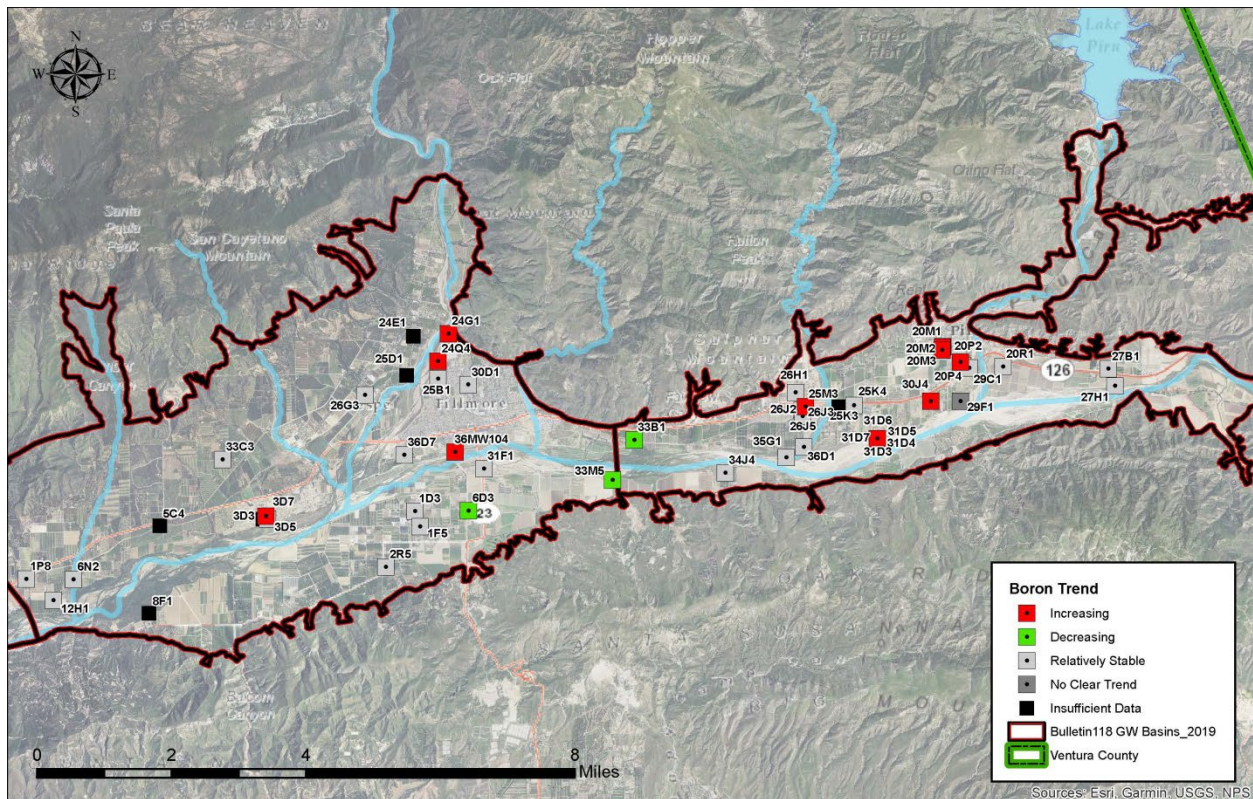 N
W E
S
Hopper
Mountain
Lake
Piru
Santa
Paula
Peak
San Cayetano
Mountain
24E1
24G1
24Q4
25D1
30D1
25B1
Fillmore
26G3
33C3
36D7
36MW104
31F1
3D7
3D3
3D5
5C4
1D3
6D3
23
1F5
2R5
1P8
6N2
12H1
8F1
33B1
33M5
34J4
35G1
36D1
26H1
25M3
26J2
26J3
26J5
25K4
25K3
31D6
31D5
31D7
31D4
31D3
30J4
20M1
20M2
20M3
20P2
20P4
29C1
20R1
29F1
126
27B1
27H1
Balcom
Canyon
0 2 4 8
Miles
Boron Trend
Increasing
Decreasing
Relatively Stable
No Clear Trend
Insufficient Data
Bulletin118 GW Basins_2019
Ventura County
Sources: Esri, Garmin, USGS, NPS